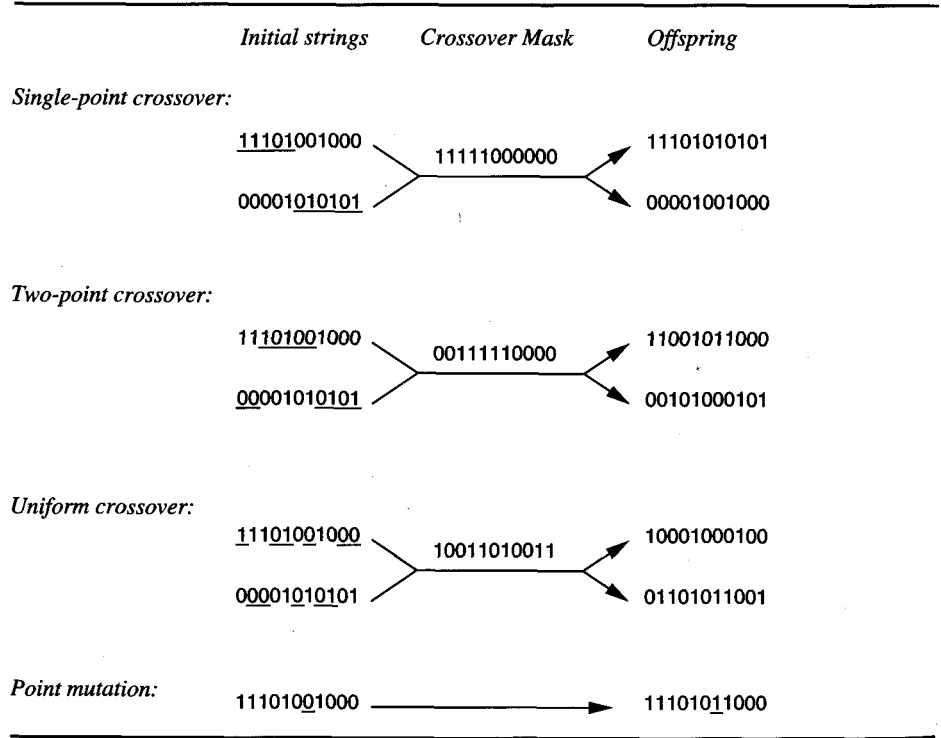 Initial strings Crossover Mask Offspring
Single-point crossover:
11101001000 11111000000 11101010101
00001010101 00001001000
Two-point crossover:
11101001000 00111110000 11001011000
00001010101 00101000101
Uniform crossover:
11101001000 10011010011 10001000100
00001010101 01101011001
Point mutation: 11101001000 11101011000